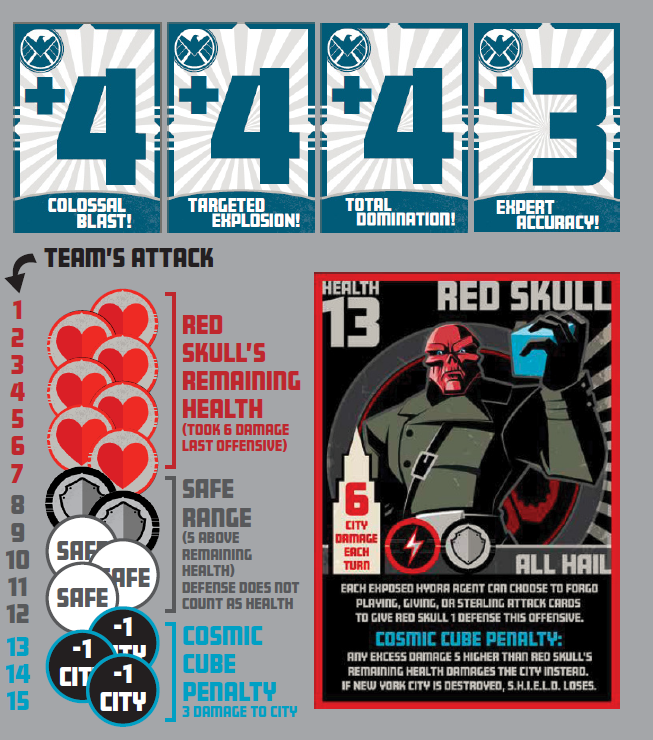 +4
COLOSSAL
BLAST!
+4
TARGETED
EXPLOSION!
+4
TOTAL
DOMINATION!
+3
EXPERT
ACCURACY!
TEAM'S ATTACK
1
2
3
4
5
6
7
8
9
10
11
12
13
14
15
RED
SKULL'S
REMAINING
HEALTH
(TOOK 6 DAMAGE
LAST OFFENSIVE)
SAFE
SAFE
SAFE
SAFE
RANGE
(5 ABOVE
REMAINING
HEALTH)
DEFENSE DOES NOT
COUNT AS HEALTH
-1
CITY
-1
CITY
-1
CITY
COSMIC
CUBE
PENALTY
3 DAMAGE TO CITY
HEALTH
13
RED SKULL
6
CITY
DAMAGE
EACH
TURN
ALL HAIL
EACH EXPOSED HYDRA AGENT CAN CHOOSE TO FORGO
PLAYING, GIVING, OR STEALING ATTACK CARDS
TO GIVE RED SKULL 1 DEFENSE THIS OFFENSIVE.
COSMIC CUBE PENALTY:
ANY EXCESS DAMAGE 5 HIGHER THAN RED SKULL'S
REMAINING HEALTH DAMAGES THE CITY INSTEAD.
IF NEW YORK CITY IS DESTROYED, S.H.I.E.L.D. LOSES.